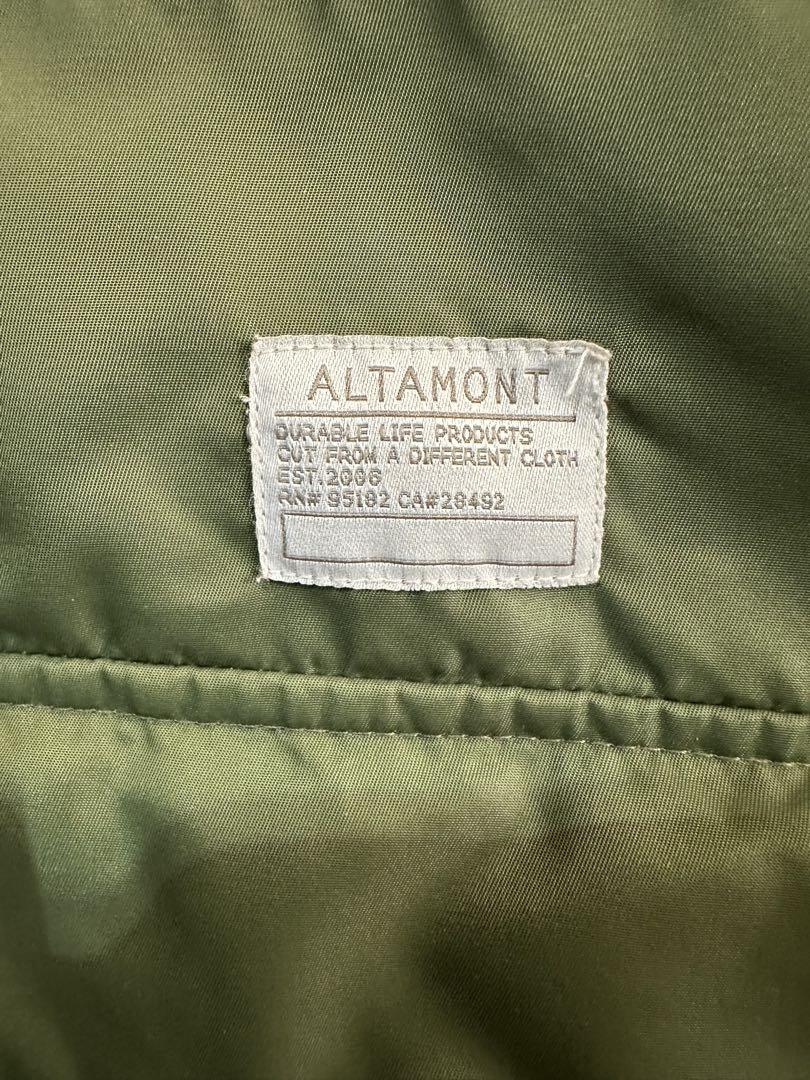 ALTAMONT
DURABLE LIFE PRODUCTS
CUT FROM A DIFFERENT CLOTH
EST.2006
RN# 95182 CA#28492